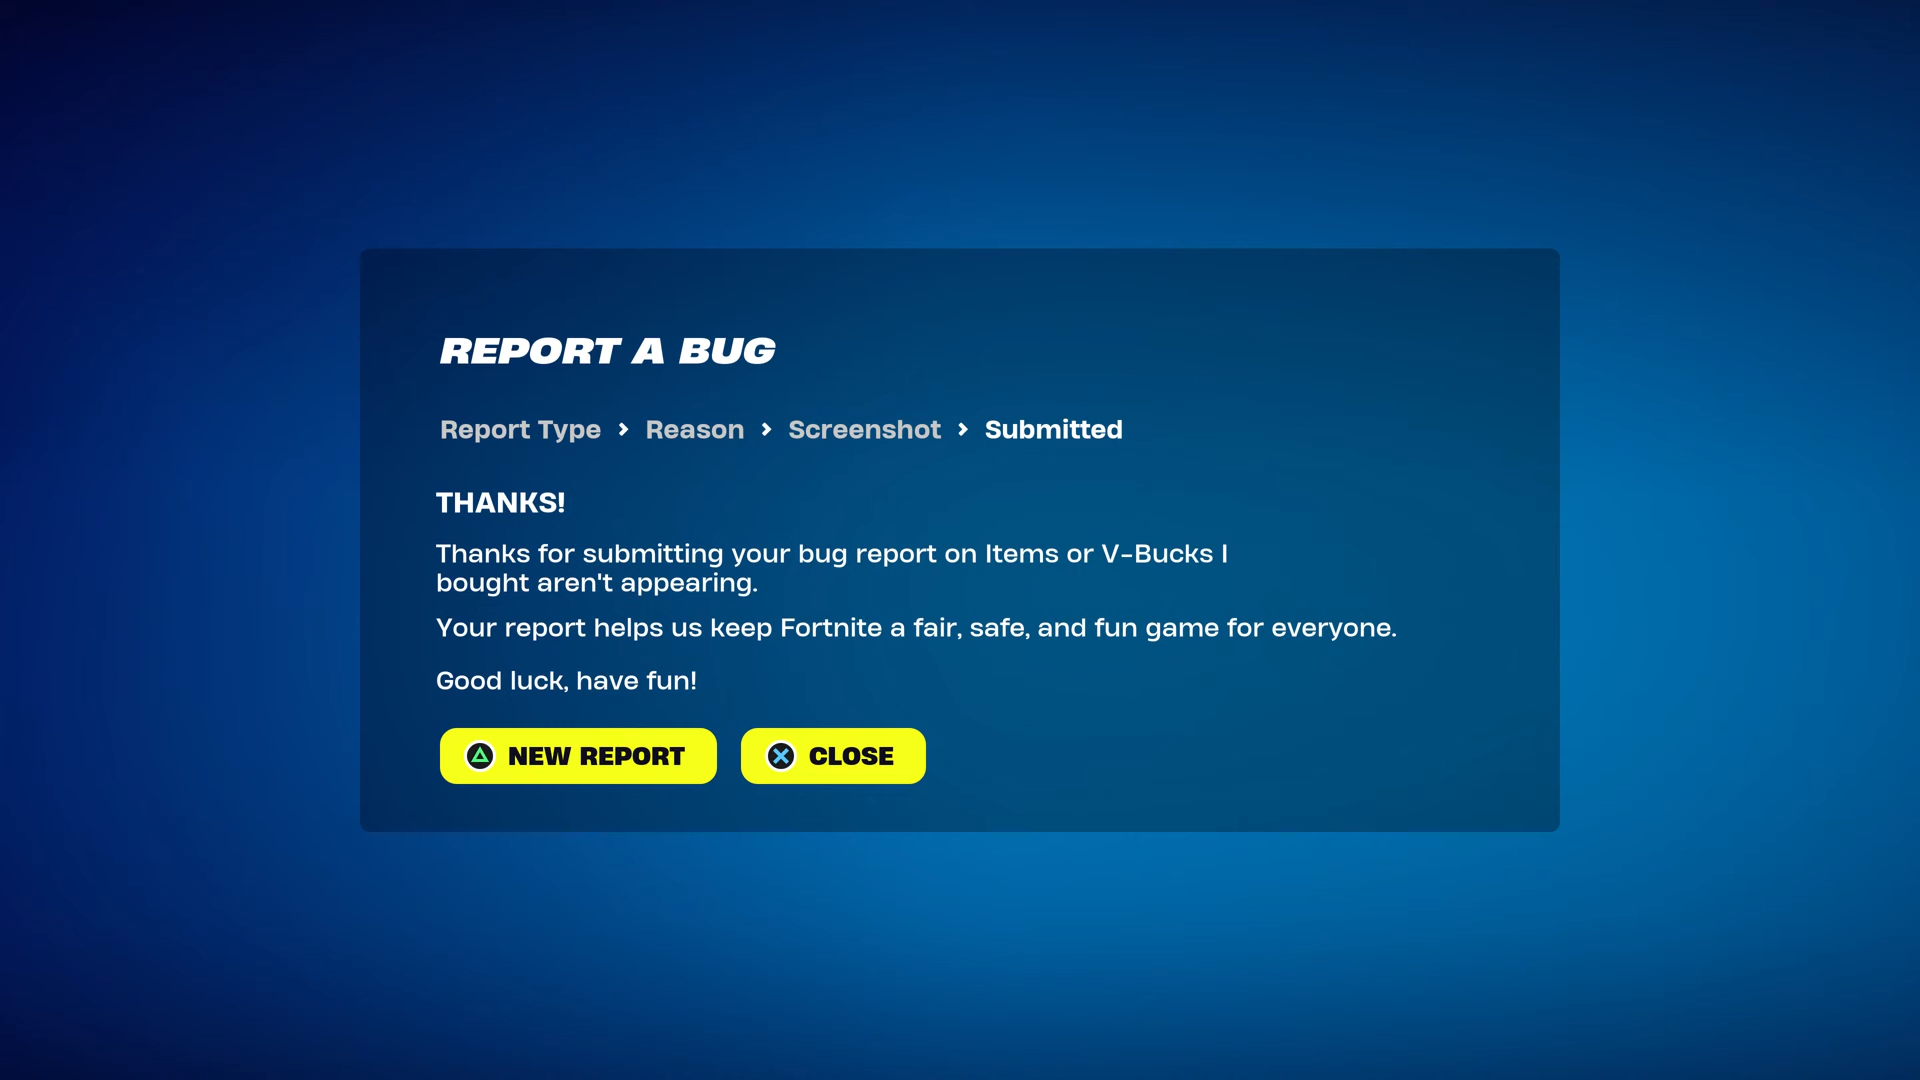 REPORT A BUG
Report Type > Reason > Screenshot > Submitted
THANKS!
Thanks for submitting your bug report on Items or V-Bucks I
bought aren't appearing.
Your report helps us keep Fortnite a fair, safe, and fun game for everyone.
Good luck, have fun!
NEW REPORT CLOSE